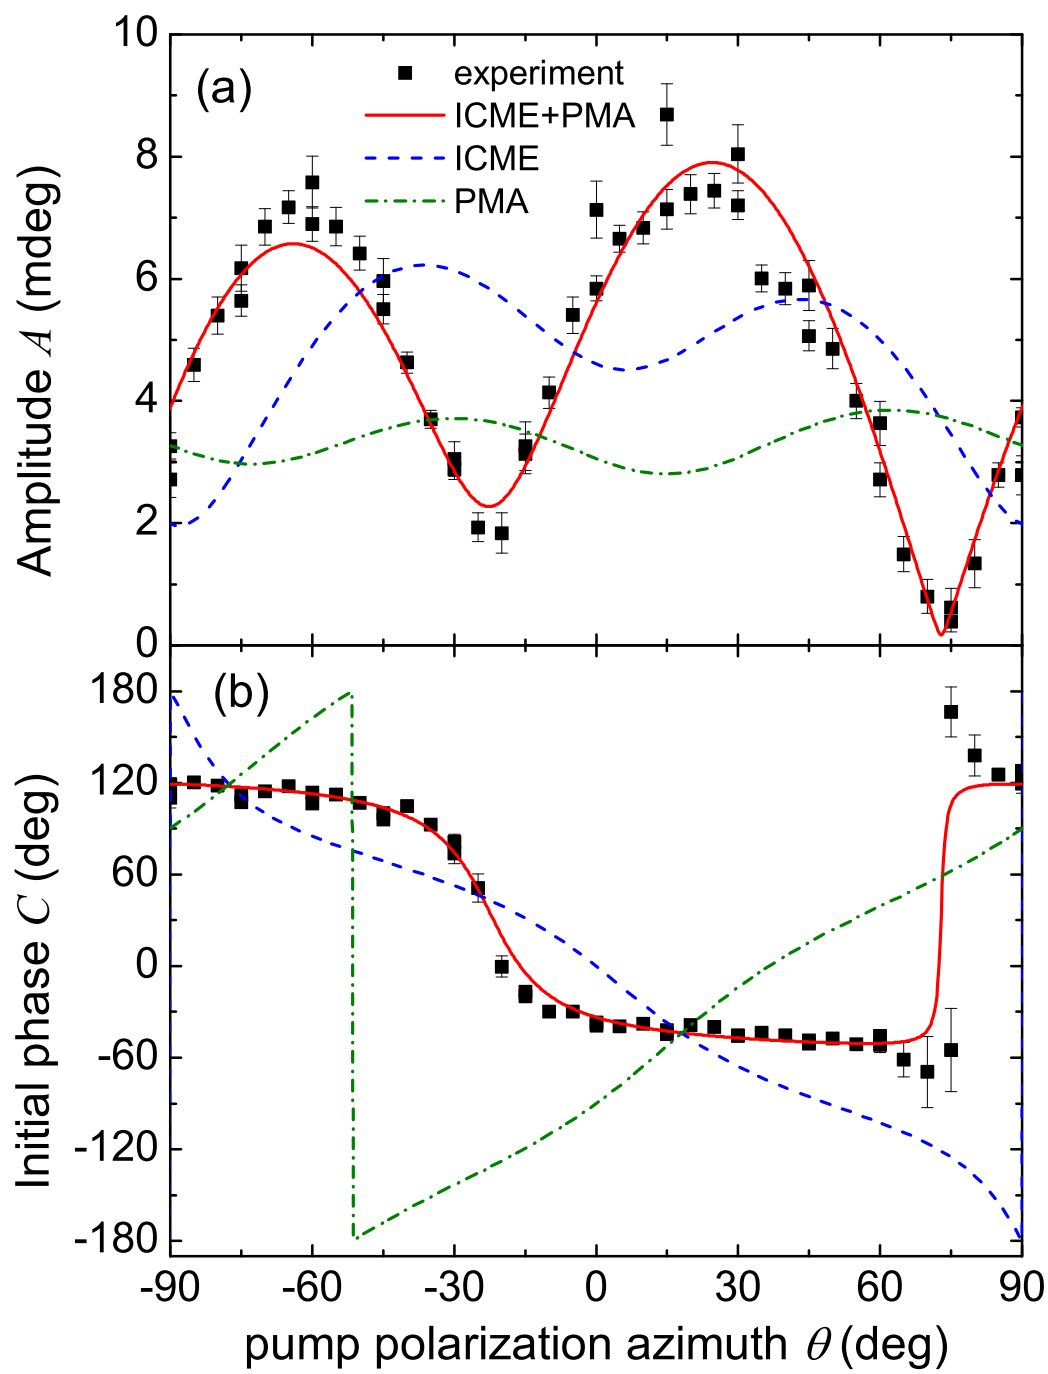 10
8
6
4
2
0
Amplitude A (mdeg)
(a)
experiment
ICME+PMA
ICME
PMA
180
120
60
0
-60
-120
-180
Initial phase C (deg)
(b)
-90 -60 -30 0 30 60 90
pump polarization azimuth θ (deg)